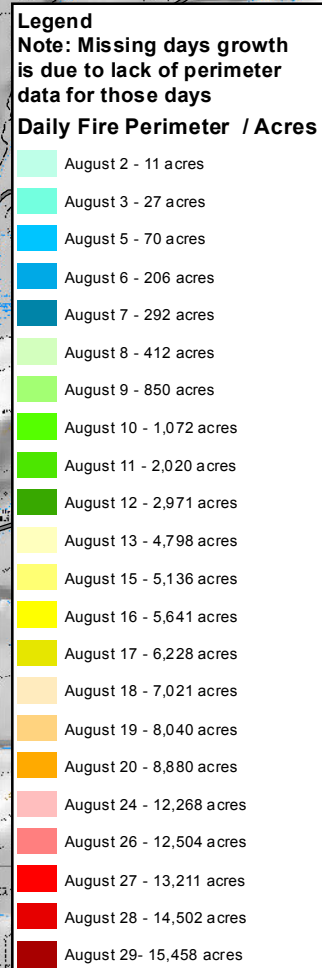 Legend
Note: Missing days growth
is due to lack of perimeter
data for those days
Daily Fire Perimeter / Acres
August 2 - 11 acres
August 3 - 27 acres
August 5 - 70 acres
August 6 - 206 acres
August 7 - 292 acres
August 8 - 412 acres
August 9 - 850 acres
August 10 - 1,072 acres
August 11 - 2,020 acres
August 12 - 2,971 acres
August 13 - 4,798 acres
August 15 - 5,136 acres
August 16 - 5,641 acres
August 17 - 6,228 acres
August 18 - 7,021 acres
August 19 - 8,040 acres
August 20 - 8,880 acres
August 24 - 12,268 acres
August 26 - 12,504 acres
August 27 - 13,211 acres
August 28 - 14,502 acres
August 29- 15,458 acres